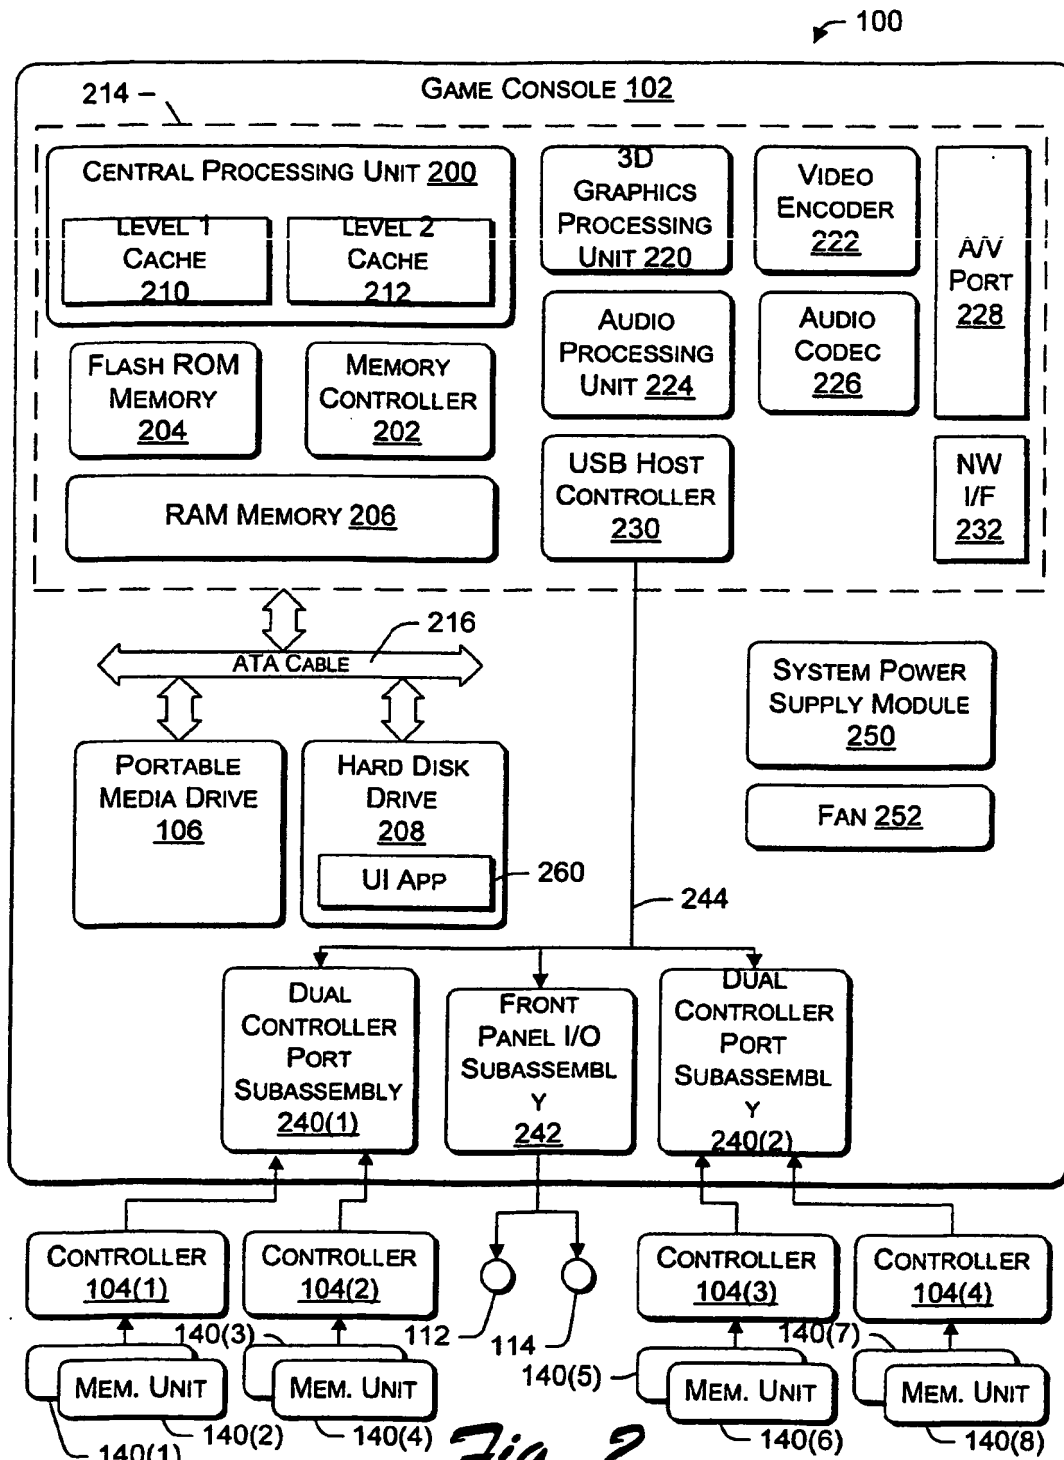 100
GAME CONSOLE 102
214
CENTRAL PROCESSING UNIT 200
LEVEL 1
CACHE
210
LEVEL 2
CACHE
212
3D
GRAPHICS
PROCESSING
UNIT 220
VIDEO
ENCODER
222
A/V
PORT
228
FLASH ROM
MEMORY
204
MEMORY
CONTROLLER
202
AUDIO
PROCESSING
UNIT 224
AUDIO
CODEC
226
RAM MEMORY 206
USB HOST
CONTROLLER
230
NW
I/F
232
216
ATA CABLE
SYSTEM POWER
SUPPLY MODULE
250
PORTABLE
MEDIA DRIVE
106
HARD DISK
DRIVE
208
UI APP
260
FAN 252
244
DUAL
CONTROLLER
PORT
SUBASSEMBLY
240(1)
FRONT
PANEL I/O
SUBASSEMBL
Y
242
DUAL
CONTROLLER
PORT
SUBASSEMBL
Y
240(2)
CONTROLLER
104(1)
CONTROLLER
104(2)
112
114
CONTROLLER
104(3)
CONTROLLER
104(4)
140(3)
140(5)
140(7)
MEM. UNIT
MEM. UNIT
MEM. UNIT
MEM. UNIT
140(1)
140(2)
140(4)
140(6)
140(8)
Fig. 2